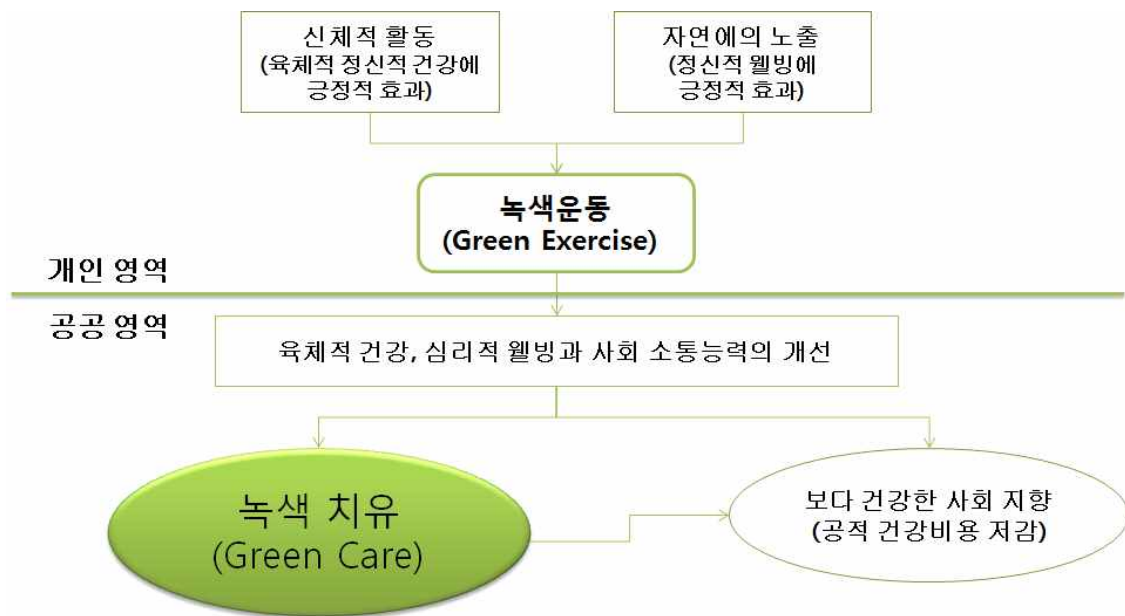 신체적 활동
(육체적 정신적 건강에
긍정적 효과)
자연에의 노출
(정신적 웰빙에
긍정적 효과)
녹색운동
(Green Exercise)
개인 영역
공공 영역
육체적 건강, 심리적 웰빙과 사회 소통능력의 개선
녹색 치유
(Green Care)
보다 건강한 사회 지향
(공적 건강비용 저감)